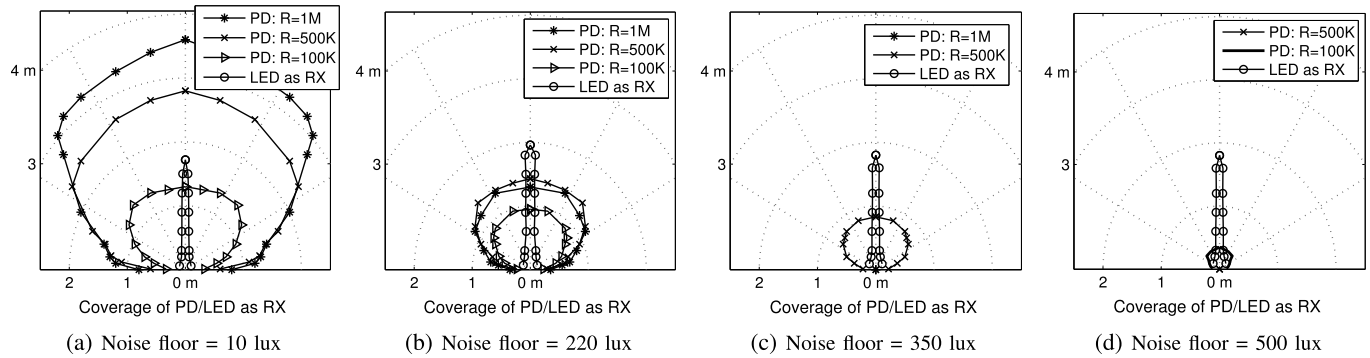 PD: R=1M
PD: R=500K
PD: R=100K
LED as RX
4 m
3
2
1
0 m
Coverage of PD/LED as RX
(a) Noise floor = 10 lux
PD: R=1M
PD: R=500K
PD: R=100K
LED as RX
4 m
3
2
1
0 m
Coverage of PD/LED as RX
(b) Noise floor = 220 lux
PD: R=1M
PD: R=500K
LED as RX
4 m
3
2
1
0 m
Coverage of PD/LED as RX
(c) Noise floor = 350 lux
PD: R=500K
PD: R=100K
LED as RX
4 m
3
2
1
0 m
Coverage of PD/LED as RX
(d) Noise floor = 500 lux